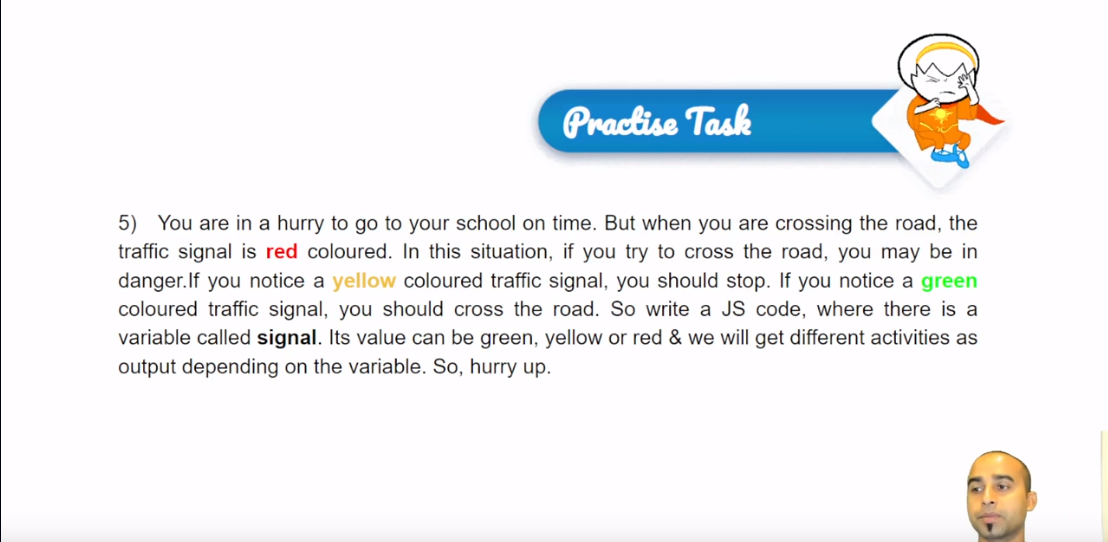 Practise Task
5) You are in a hurry to go to your school on time. But when you are crossing the road, the
traffic signal is red coloured. In this situation, if you try to cross the road, you may be in
danger.If you notice a yellow coloured traffic signal, you should stop. If you notice a green
coloured traffic signal, you should cross the road. So write a JS code, where there is a
variable called signal. Its value can be green, yellow or red & we will get different activities as
output depending on the variable. So, hurry up.